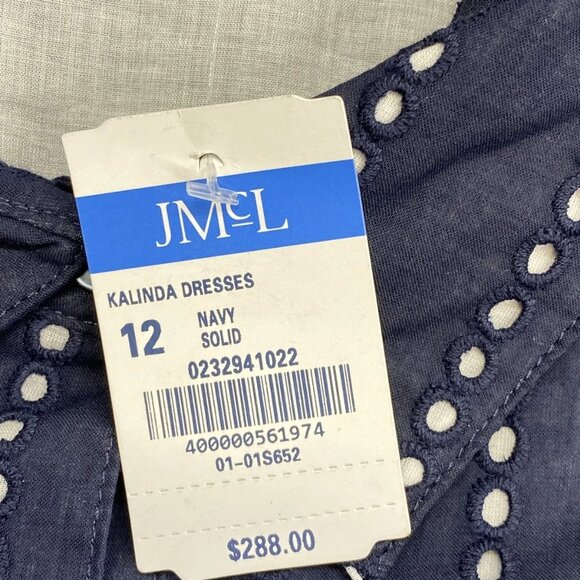 JMcL
KALINDA DRESSES
12 NAVY
SOLID
0232941022
400000561974
01-01S652
$288.00